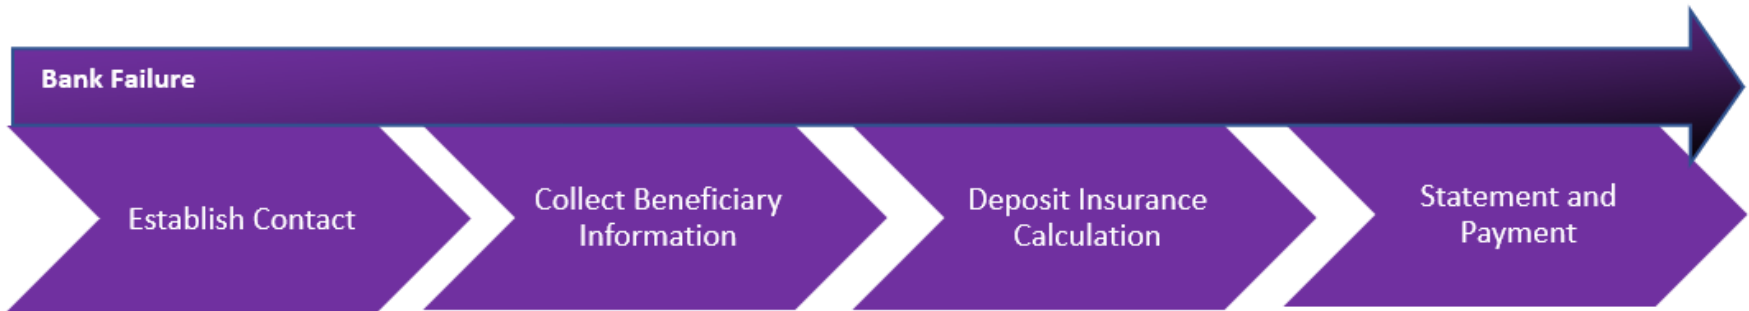 Bank Failure
Establish Contact
Collect Beneficiary
Information
Deposit Insurance
Calculation
Statement and
Payment